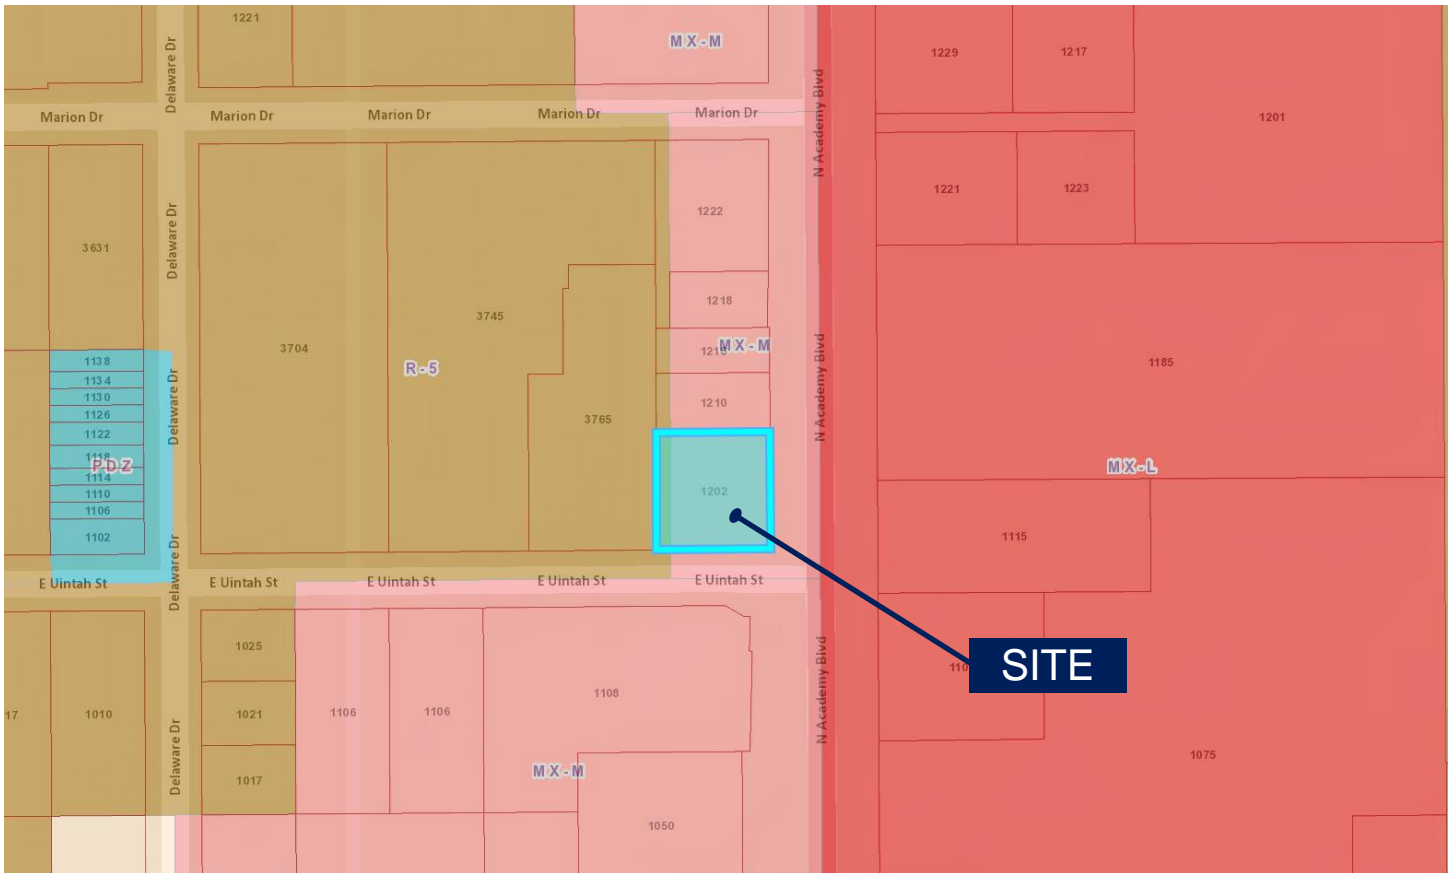 1221
MX-M
1229
1217
Delaware Dr
N Academy Blvd
Marion Dr
Marion Dr
Marion Dr
Marion Dr
Marion Dr
1201
1221
1223
1222
3631
Delaware Dr
1218
3745
3704
1216
MX-M
R-5
N Academy Blvd
1185
1138
1134
1130
1126
1122
1118
PDZ
1114
1110
1106
1102
Delaware Dr
1210
3765
1202
MX-L
1115
Delaware Dr
E Uintah St
E Uintah St
E Uintah St
E Uintah St
E Uintah St
1025
SITE
N Academy Blvd
1108
17
1010
1021
1106
1106
Delaware Dr
1017
MX-M
1075
1050